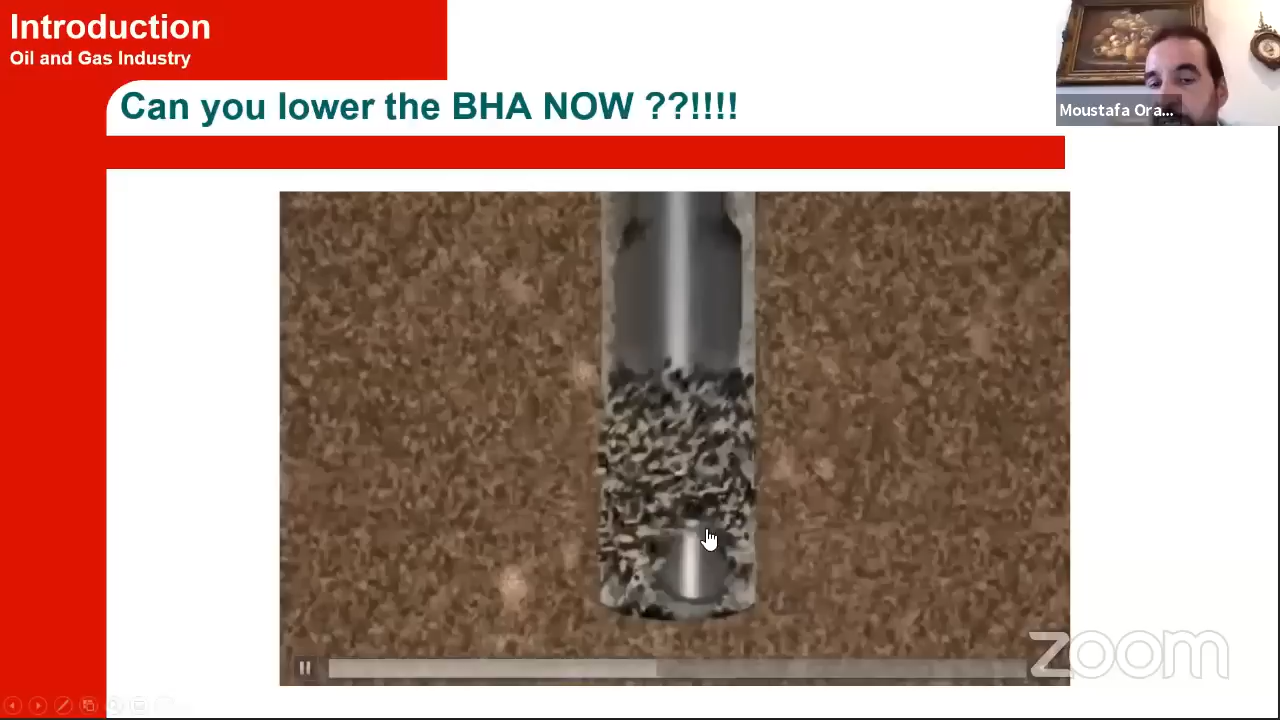 Introduction
Oil and Gas Industry
Can you lower the BHA NOW ??!!!!
Moustafa Ora...
zoom